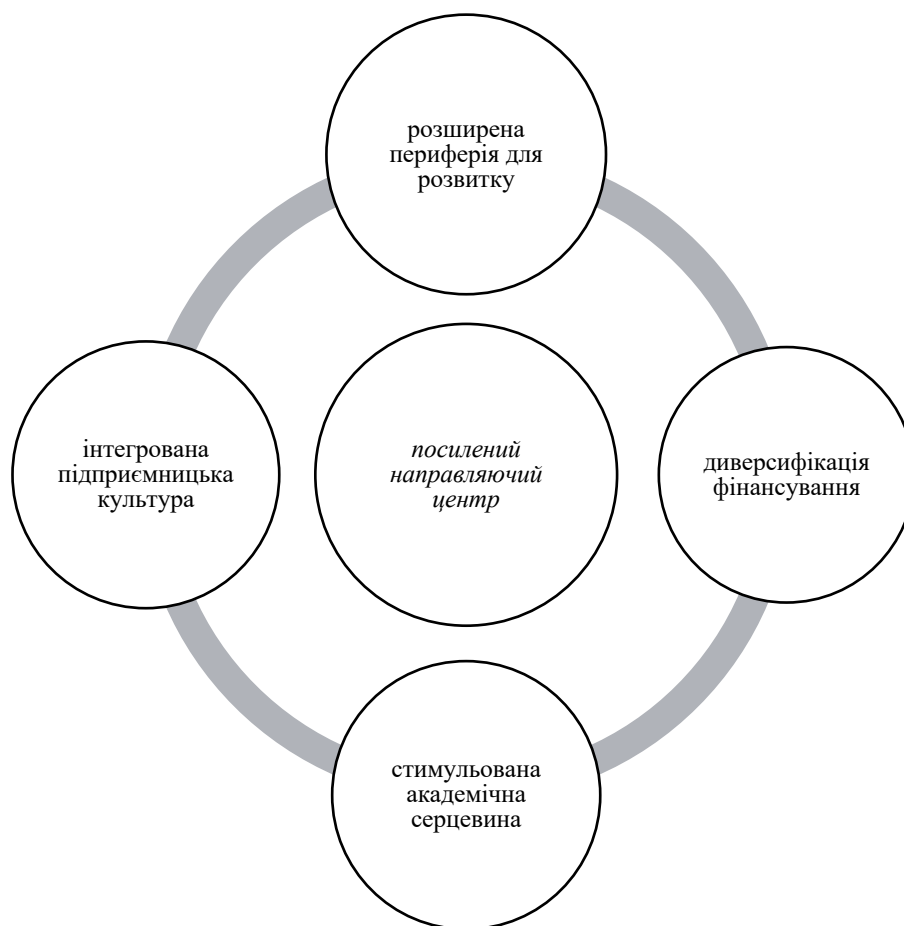 розширена
периферія для
розвитку
інтегрована
підприємницька
культура
посилений
направляючий
центр
диверсифікація
фінансування
стимульована
академічна
серцевина